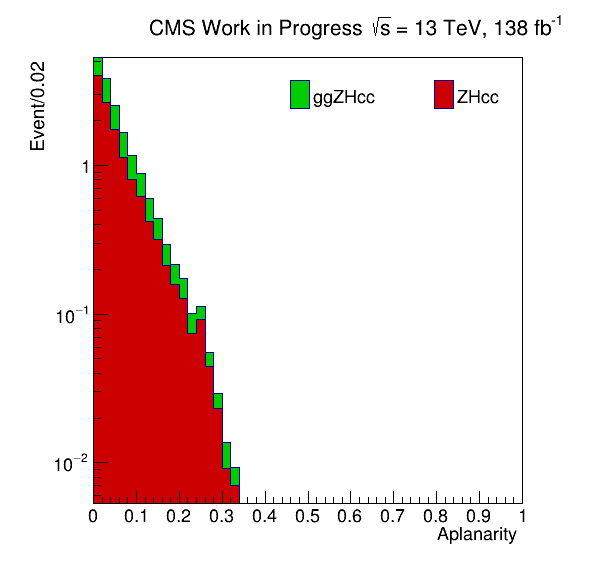 CMS Work in Progress √s = 13 TeV, 138 fb⁻¹
Event/0.02
ggZHcc ZHcc
1
10⁻¹
10⁻²
0 0.1 0.2 0.3 0.4 0.5 0.6 0.7 0.8 0.9 1
Aplanarity